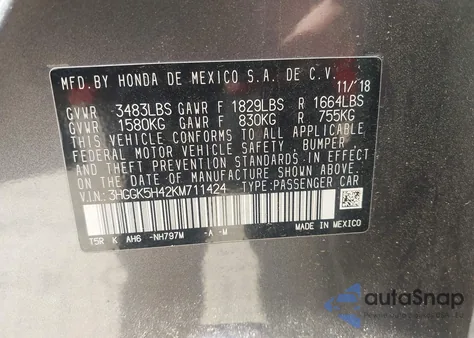 MFD.BY HONDA DE MEXICO S.A. DE C.V.
11/'18
GVWR 3483LBS GAWR F 1829LBS R 1664LBS
GVWR 1580KG GAWR F 830KG R 755KG
THIS VEHICLE CONFORMS TO ALL APPLICABLE
FEDERAL MOTOR VEHICLE SAFETY , BUMPER ,
AND THEFT PREVENTION STANDARDS IN EFFECT
ON THE DATE OF MANUFACTURE SHOWN ABOVE.
V.I.N.: 3HGGK5H42KM711424 TYPE:PASSENGER CAR
T5R K AH6 -NH797M -A -M
MADE IN MEXICO
autoSnap